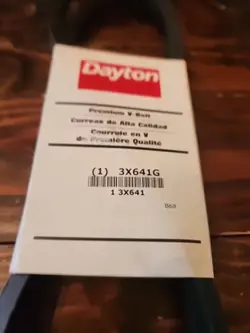 Dayton
Premium V-Belt
Correas de Alta Calidad
Courroie en V
de Première Qualité
(1) 3X641G
1 3X641